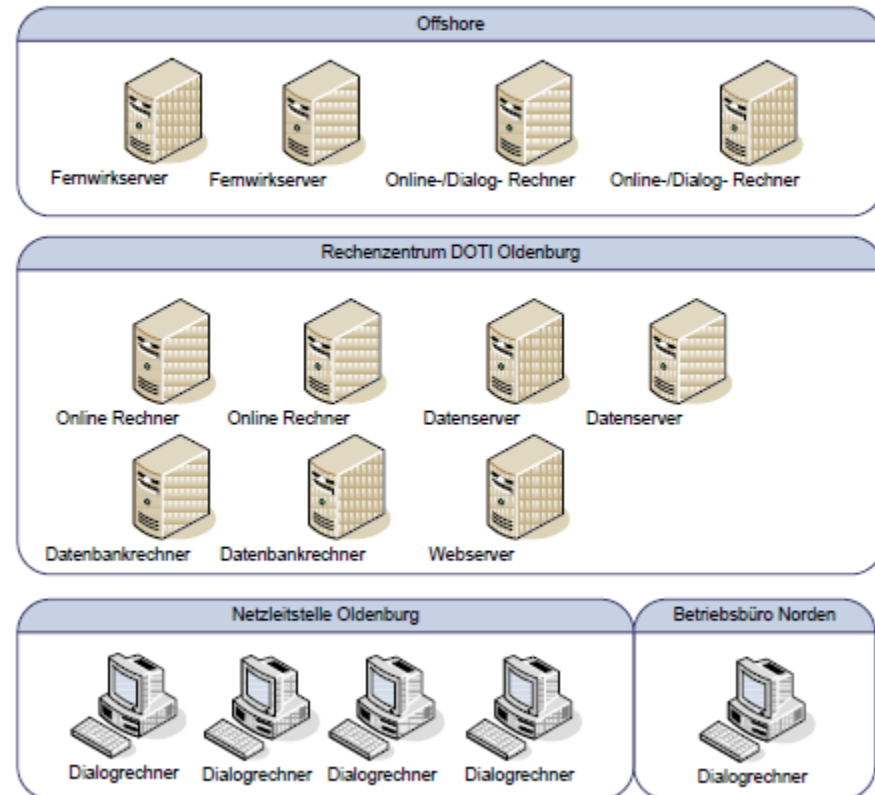 Offshore
Fernwirkserver Fernwirkserver Online-/Dialog- Rechner Online-/Dialog- Rechner
Rechenzentrum DOTI Oldenburg
Online Rechner Online Rechner Datenserver Datenserver
Datenbankrechner Datenbankrechner Webserver
Netzleitstelle Oldenburg Betriebsbüro Norden
Dialogrechner Dialogrechner Dialogrechner Dialogrechner Dialogrechner